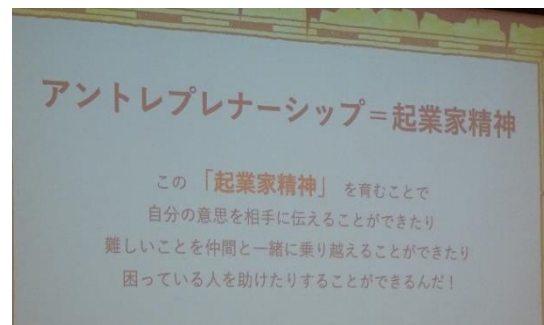 アントレプレナーシップ＝起業家精神
この「起業家精神」を育むことで
自分の意思を相手に伝えることができたり
難しいことを仲間と一緒に乗り越えることができたり
困っている人を助けたりすることができるんだ！